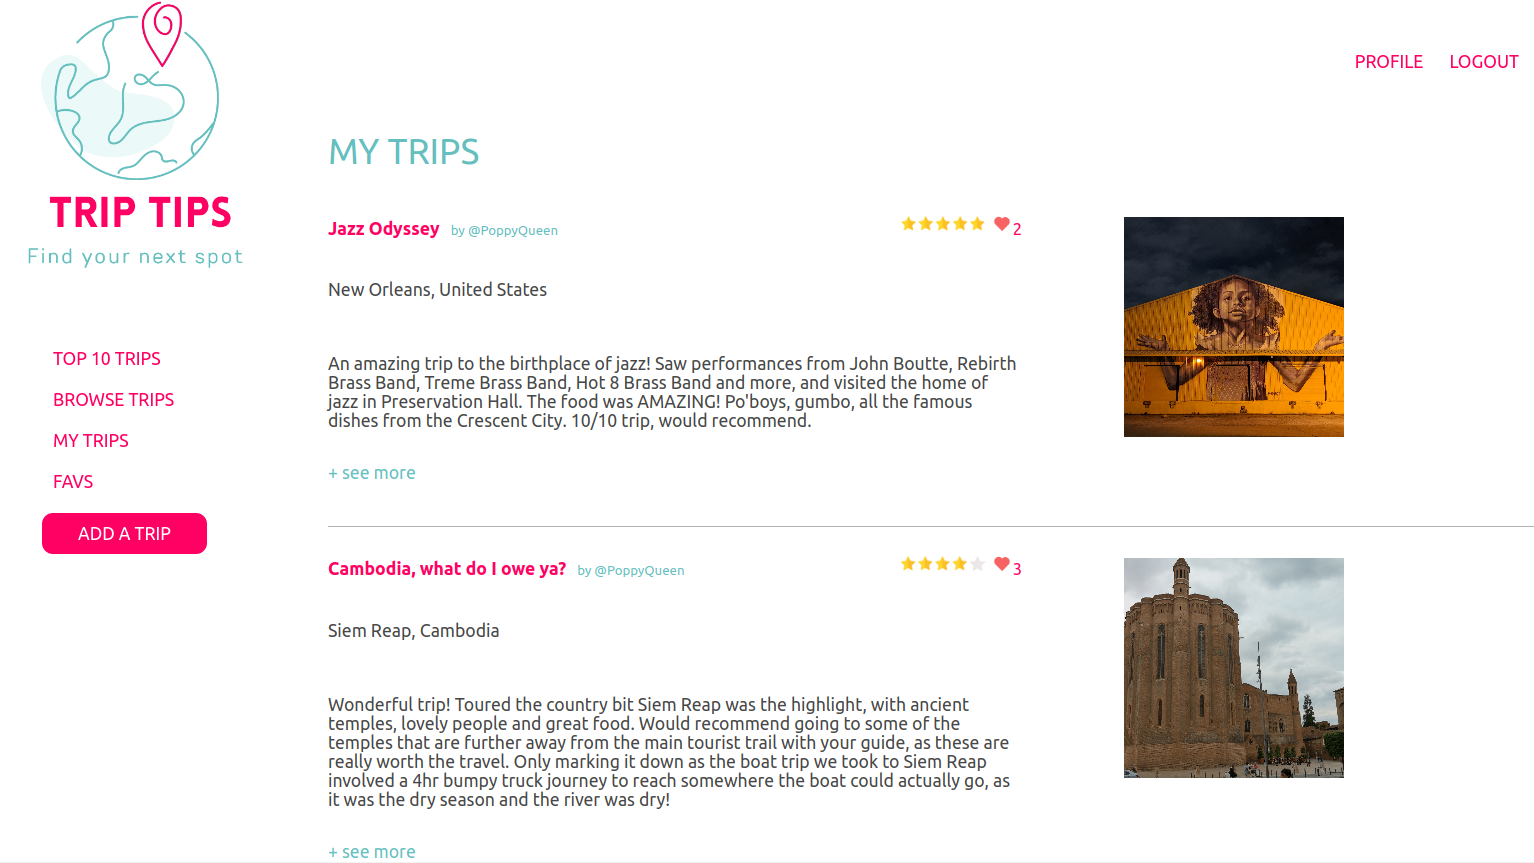 TRIP TIPS
Find your next spot
PROFILE LOGOUT
TOP 10 TRIPS
BROWSE TRIPS
MY TRIPS
FAVS
ADD A TRIP
MY TRIPS
Jazz Odyssey by @PoppyQueen 2
New Orleans, United States
An amazing trip to the birthplace of jazz! Saw performances from John Boutte, Rebirth
Brass Band, Treme Brass Band, Hot 8 Brass Band and more, and visited the home of
jazz in Preservation Hall. The food was AMAZING! Po'boys, gumbo, all the famous
dishes from the Crescent City. 10/10 trip, would recommend.
+ see more
Cambodia, what do I owe ya? by @PoppyQueen 3
Siem Reap, Cambodia
Wonderful trip! Toured the country bit Siem Reap was the highlight, with ancient
temples, lovely people and great food. Would recommend going to some of the
temples that are further away from the main tourist trail with your guide, as these are
really worth the travel. Only marking it down as the boat trip we took to Siem Reap
involved a 4hr bumpy truck journey to reach somewhere the boat could actually go, as
it was the dry season and the river was dry!
+ see more